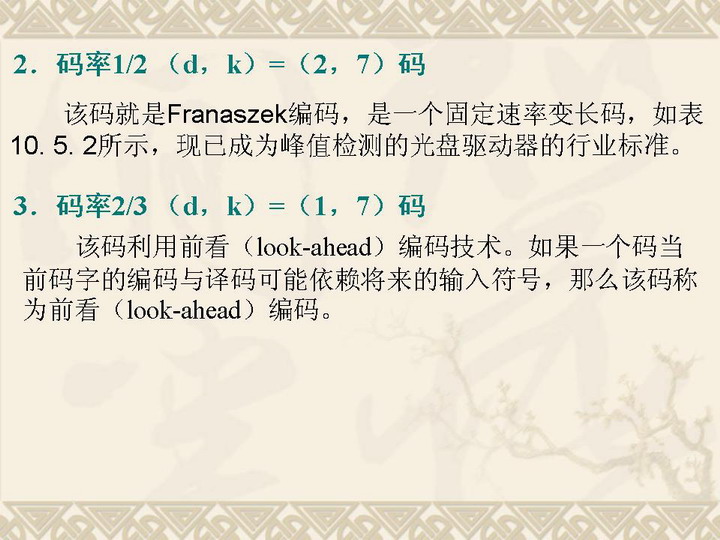 2．码率1/2 （d，k）=（2，7）码
该码就是Franaszek编码，是一个固定速率变长码，如表
10. 5. 2所示，现已成为峰值检测的光盘驱动器的行业标准。
3．码率2/3 （d，k）=（1，7）码
该码利用前看（look-ahead）编码技术。如果一个码当
前码字的编码与译码可能依赖将来的输入符号，那么该码称
为前看（look-ahead）编码。